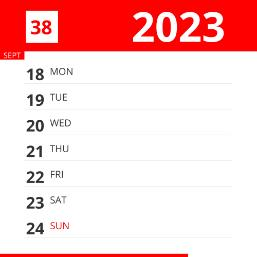 38 2023
SEPT
18 MON
19 TUE
20 WED
21 THU
22 FRI
23 SAT
24 SUN